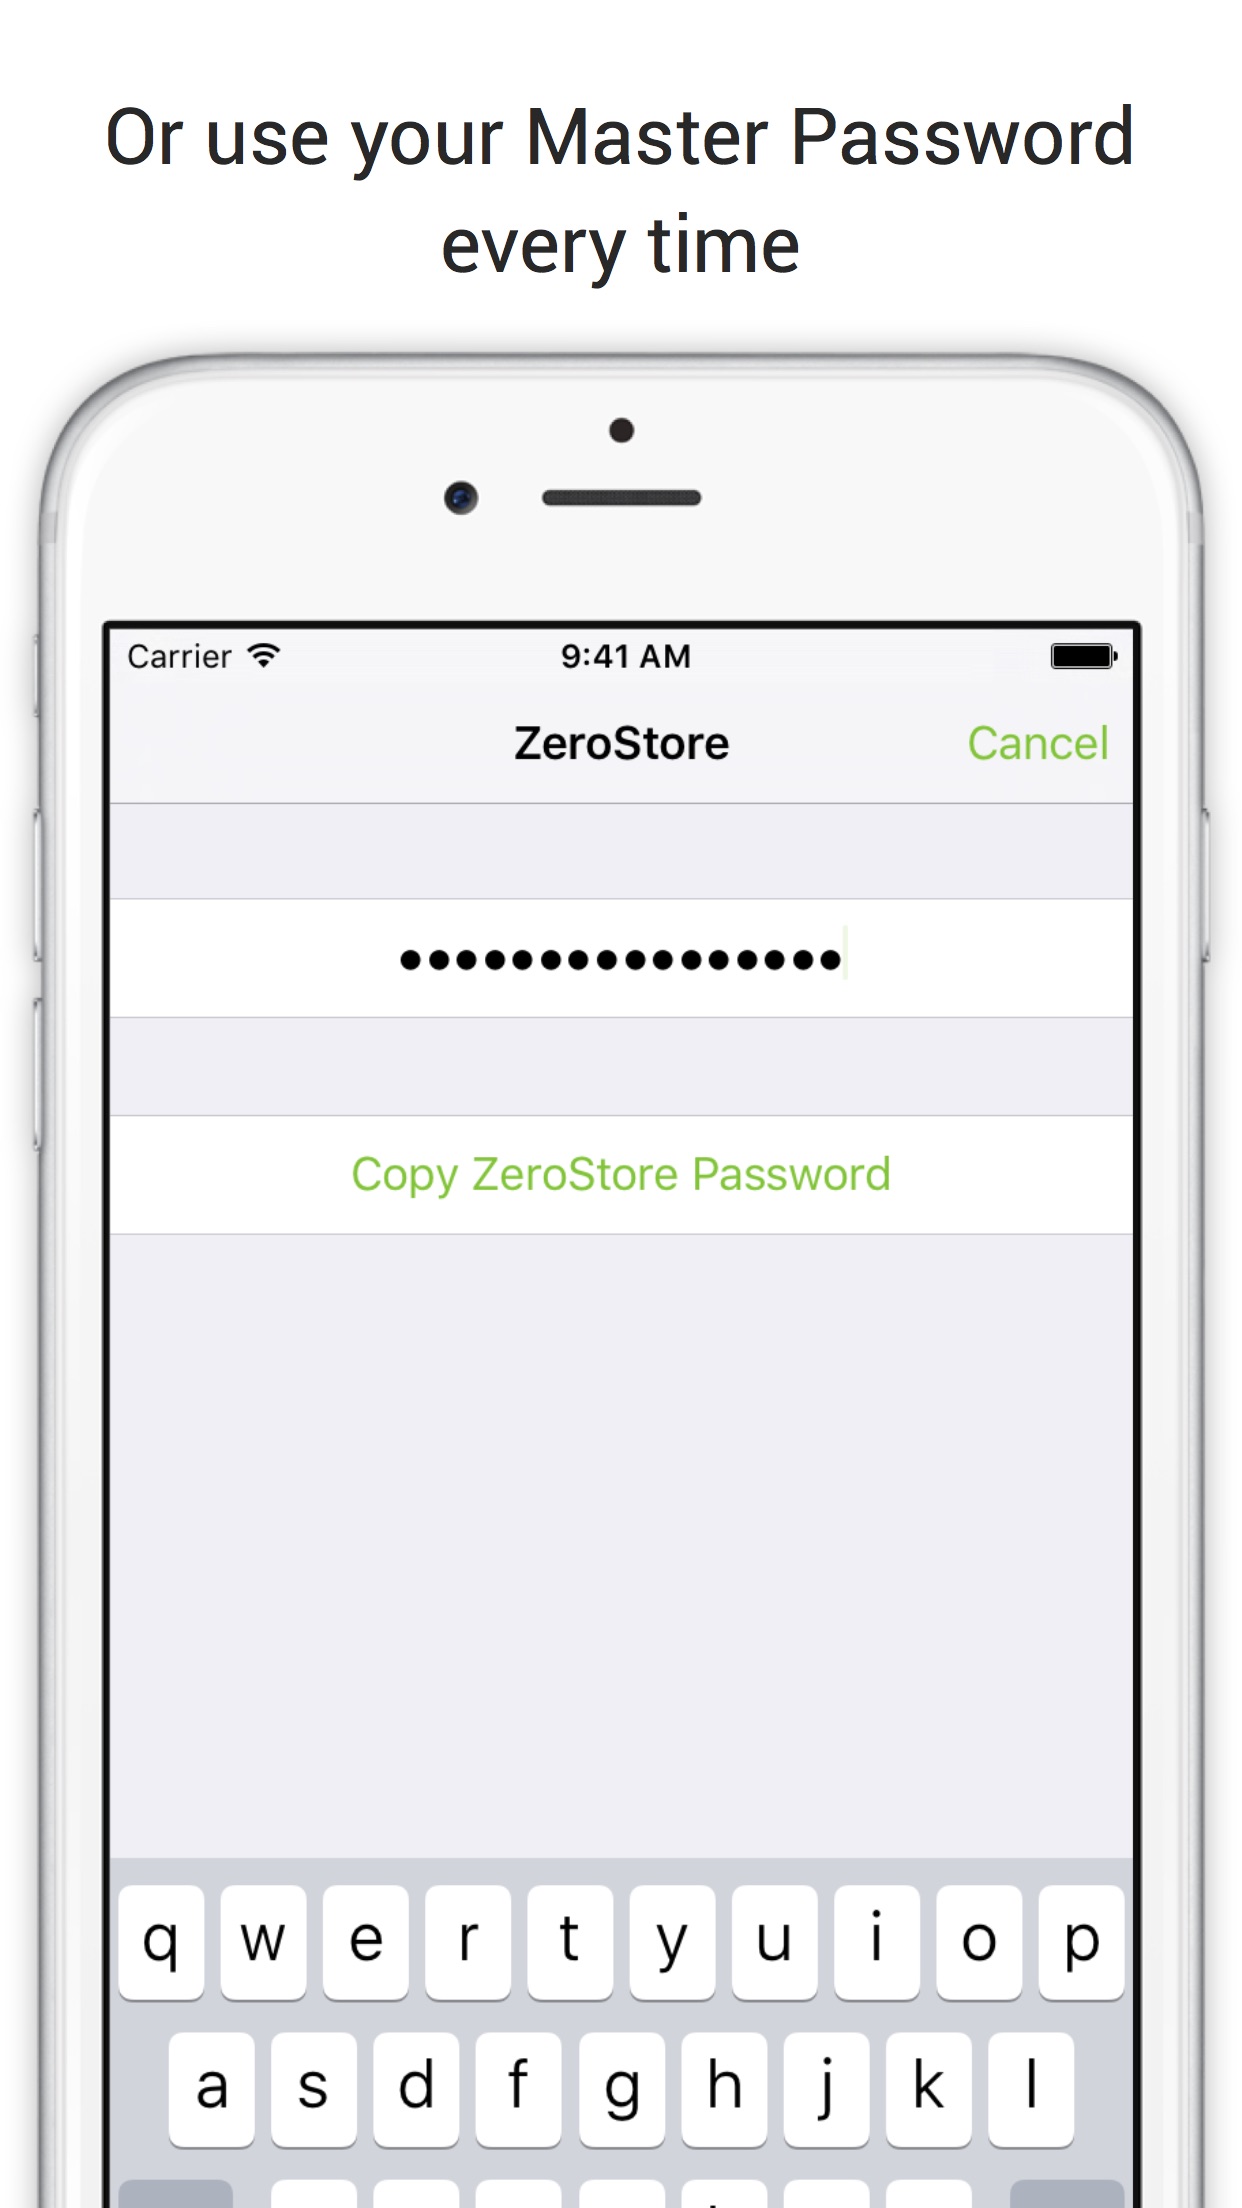 Or use your Master Password
every time
Carrier 9:41 AM
ZeroStore Cancel
••••••••••••••••
Copy ZeroStore Password
q w e r t y u i o p
a s d f g h j k l